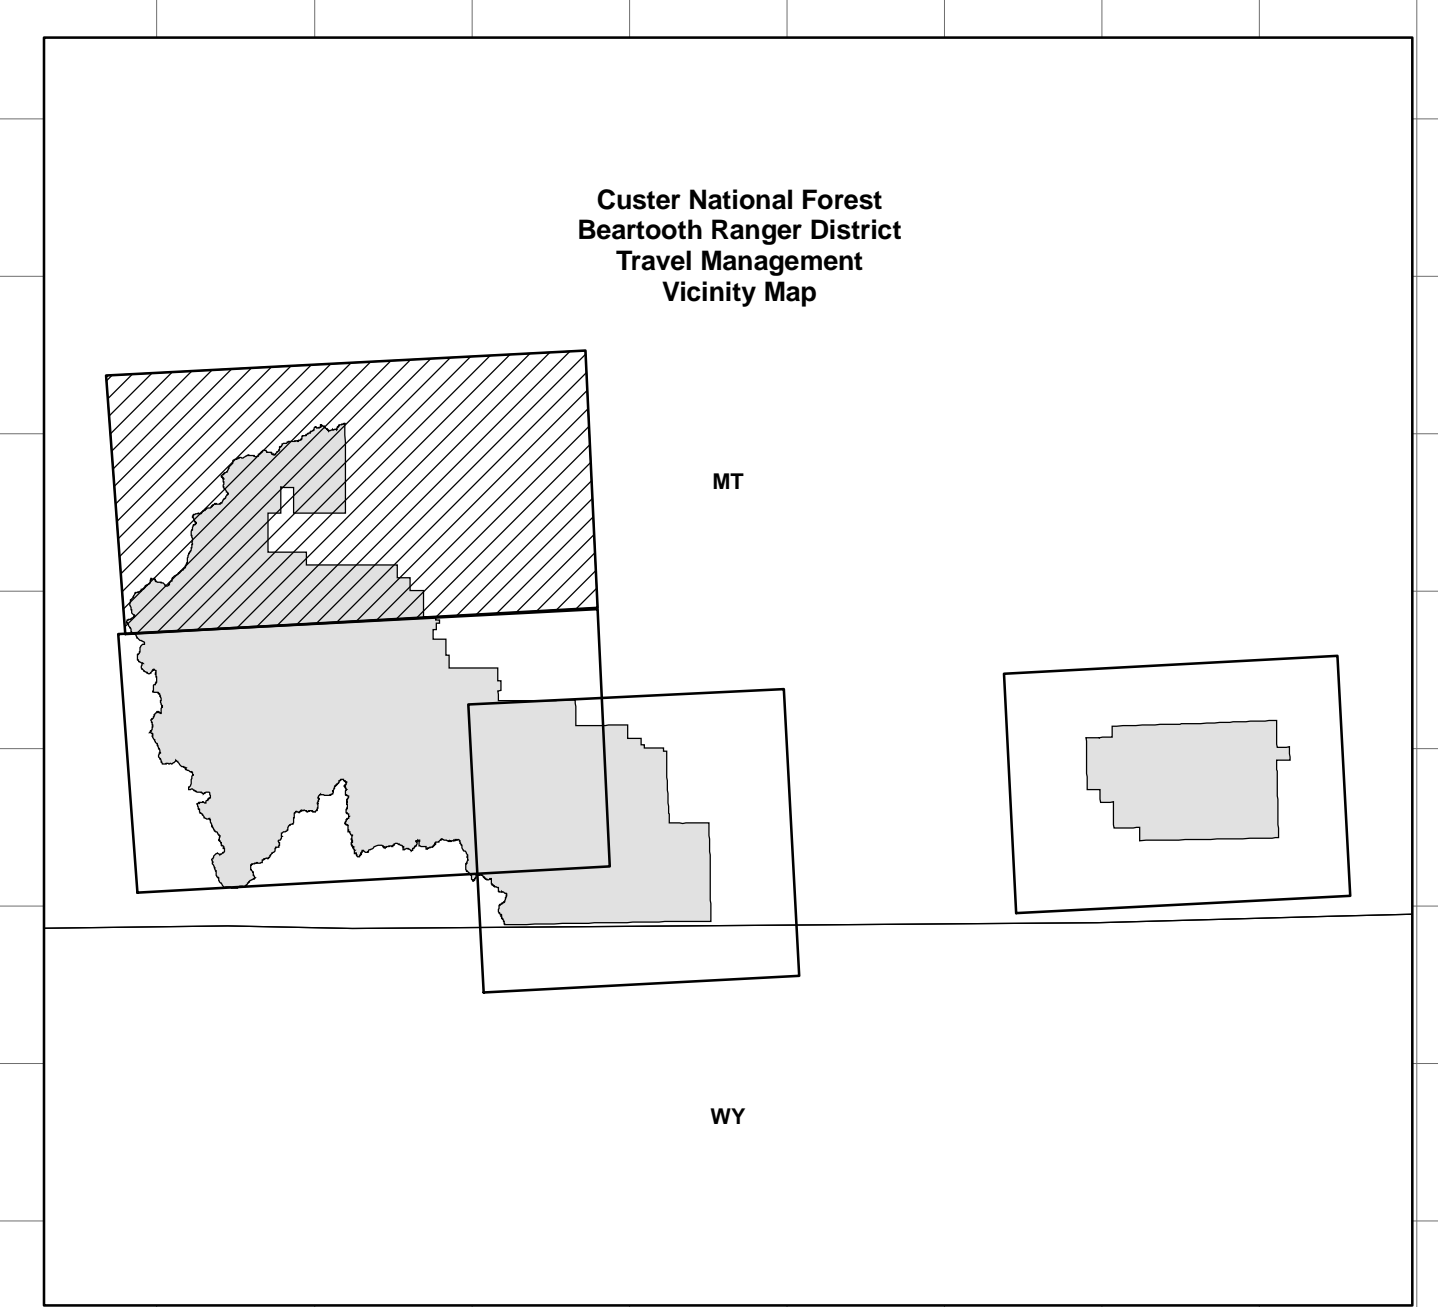 Custer National Forest
Beartooth Ranger District
Travel Management
Vicinity Map
MT
WY